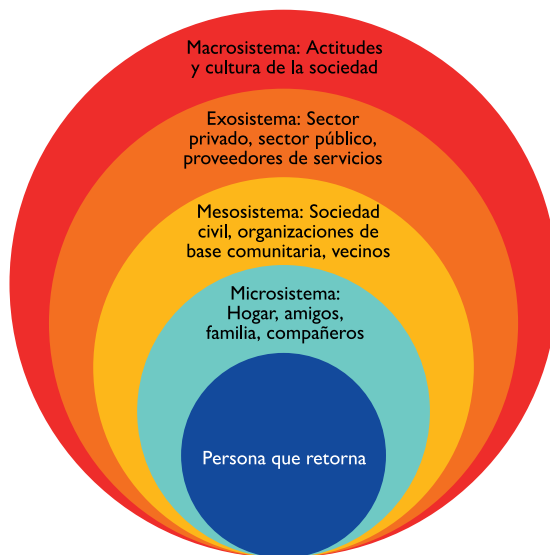 Macrosistema: Actitudes
y cultura de la sociedad
Exosistema: Sector
privado, sector público,
proveedores de servicios
Mesosistema: Sociedad
civil, organizaciones de
base comunitaria, vecinos
Microsistema:
Hogar, amigos,
familia, compañeros
Persona que retorna